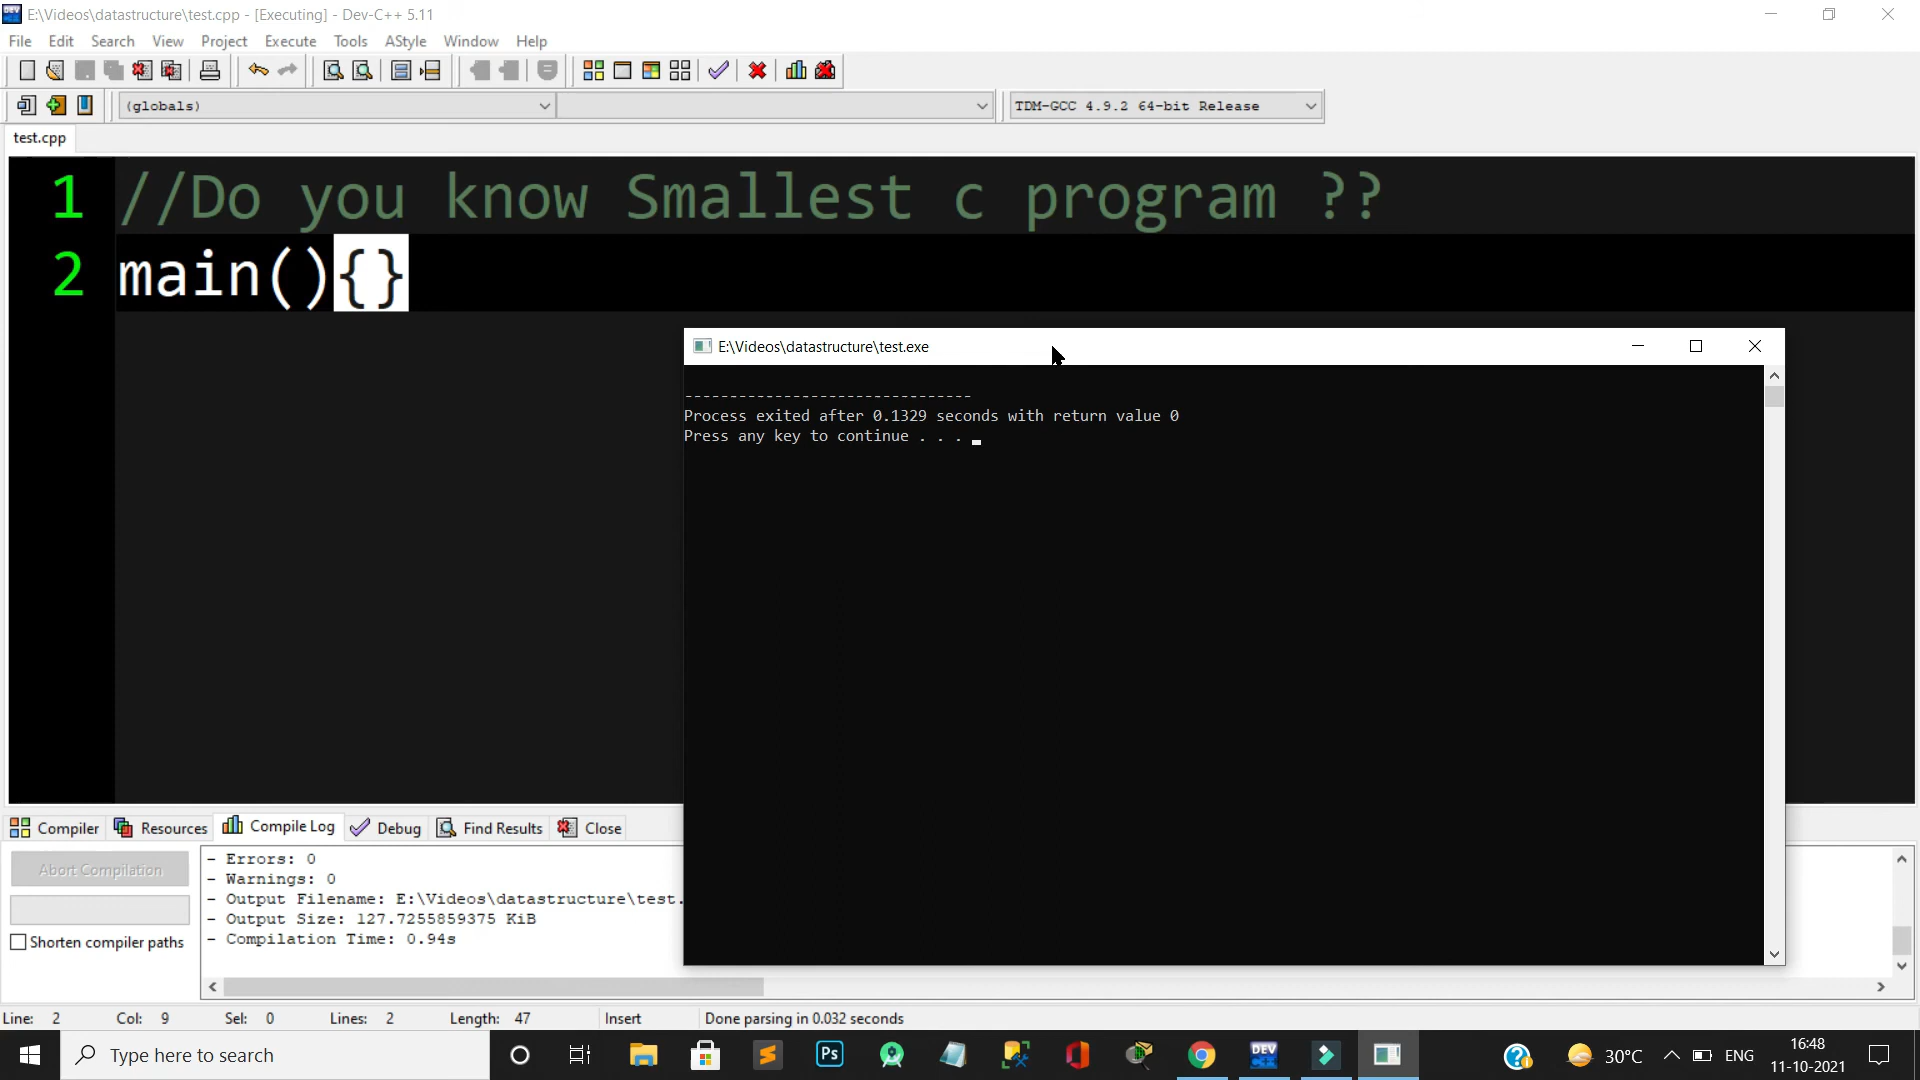 E:\Videos\datastructure\test.cpp - [Executing] - Dev-C++ 5.11
File Edit Search View Project Execute Tools AStyle Window Help
(globals)
TDM-GCC 4.9.2 64-bit Release
test.cpp
1 //Do you know Smallest c program ??
2 main(){}
E:\Videos\datastructure\test.exe
--------------------------------
Process exited after 0.1329 seconds with return value 0
Press any key to continue . . .
Compiler Resources Compile Log Debug Find Results Close
Abort Compilation
Shorten compiler paths
- Errors: 0
- Warnings: 0
- Output Filename: E:\Videos\datastructure\test.
- Output Size: 127.7255859375 KiB
- Compilation Time: 0.94s
Line: 2 Col: 9 Sel: 0 Lines: 2 Length: 47 Insert Done parsing in 0.032 seconds
Type here to search
Ps
DEV
30°C
ENG
16:48
11-10-2021